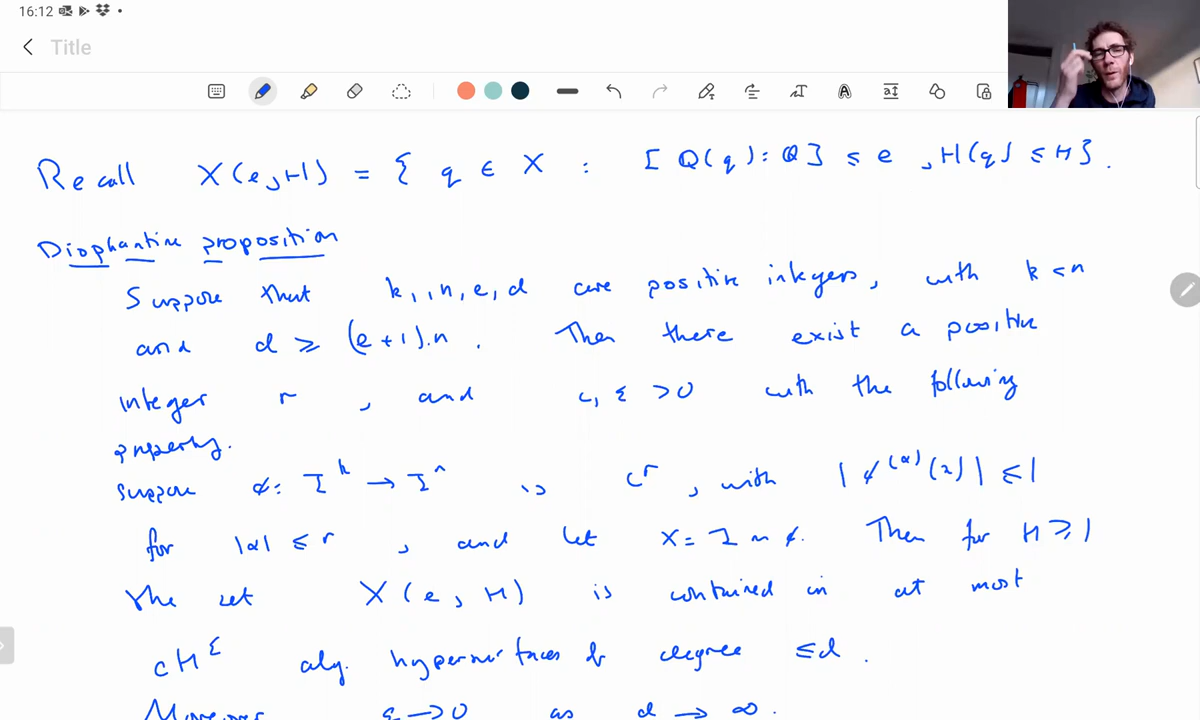 16:12
Title
Recall X(e,H) = { q ∈ X : [Q(q):Q] ≤ e , H(q) ≤ H}.
Diophantine proposition
Suppose that k, n, e, d are positive integers, with k < n
and d ≥ (e+1).n . Then there exist a positive
integer r , and c, ε >0 with the following
property.
Suppose φ: I^k → I^n is C^r , with |φ^(α)(x)| ≤ 1
for |α| ≤ r , and let X = Im φ. Then for H ≥ 1
the set X(e, H) is contained in at most
cH^ε alg. hypersurfaces of degree ≤d .
Moreover ε → 0 as d → ∞ .